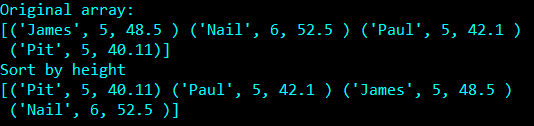 Original array:
[('James', 5, 48.5 ) ('Nail', 6, 52.5 ) ('Paul', 5, 42.1 )
 ('Pit', 5, 40.11)]
Sort by height
[('Pit', 5, 40.11) ('Paul', 5, 42.1 ) ('James', 5, 48.5 )
 ('Nail', 6, 52.5 )]